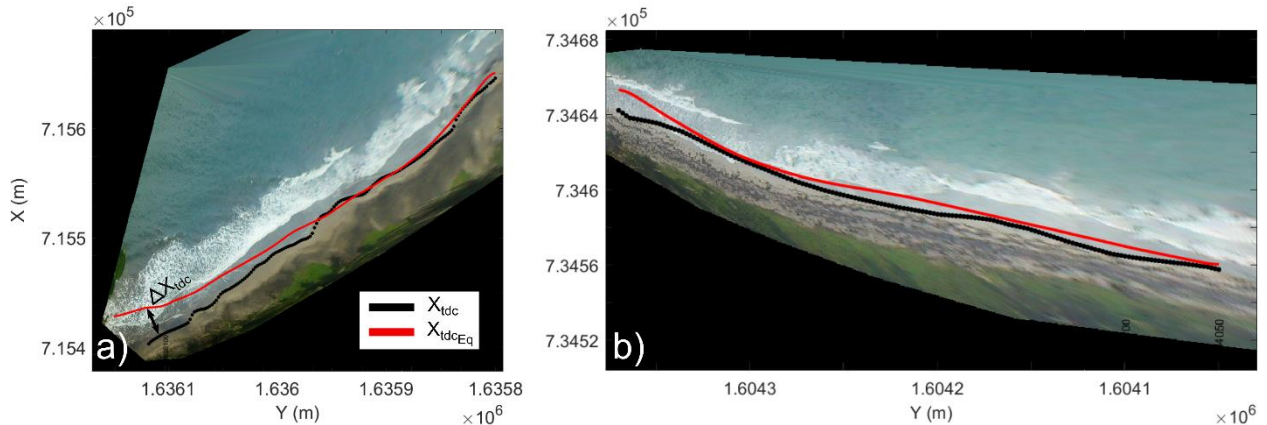 ×10⁵
7.156
7.155
7.154
X (m)
ΔX_tdc
a)
X_tdc
X_tdc_Eq
1.6361
1.636
1.6359
1.6358
Y (m)
×10⁶
×10⁵
7.3468
7.3464
7.346
7.3456
7.3452
b)
4050
1.6043
1.6042
1.6041
Y (m)
×10⁶